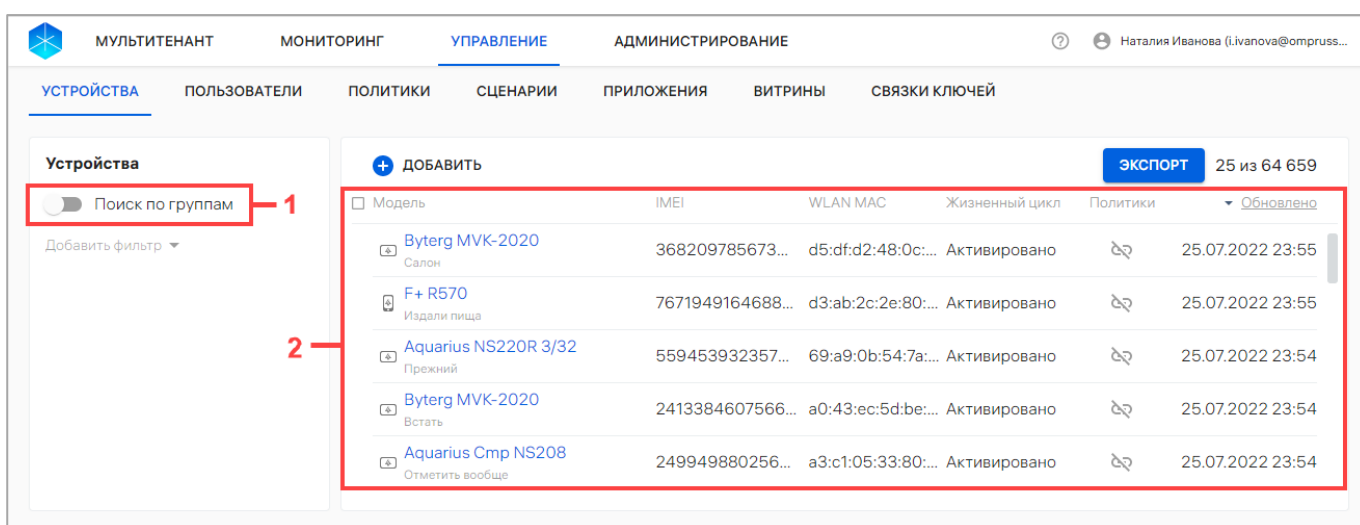 МУЛЬТИТЕНАНТ МОНИТОРИНГ УПРАВЛЕНИЕ АДМИНИСТРИРОВАНИЕ ? Наталия Иванова (i.ivanova@ompruss...
УСТРОЙСТВА ПОЛЬЗОВАТЕЛИ ПОЛИТИКИ СЦЕНАРИИ ПРИЛОЖЕНИЯ ВИТРИНЫ СВЯЗКИ КЛЮЧЕЙ
Устройства
Поиск по группам 1
Добавить фильтр
+ ДОБАВИТЬ ЭКСПОРТ 25 из 64 659
2
Модель IMEI WLAN MAC Жизненный цикл Политики Обновлено
Byterg MVK-2020 368209785673... d5:df:d2:48:0c:... Активировано 25.07.2022 23:55
Салон
F+ R570 7671949164688... d3:ab:2c:2e:80:... Активировано 25.07.2022 23:55
Издали пища
Aquarius NS220R 3/32 559453932357... 69:a9:0b:54:7a:... Активировано 25.07.2022 23:54
Прежний
Byterg MVK-2020 2413384607566... a0:43:ec:5d:be:... Активировано 25.07.2022 23:54
Встать
Aquarius Cmp NS208 249949880256... a3:c1:05:33:80:... Активировано 25.07.2022 23:54
Отметить вообще